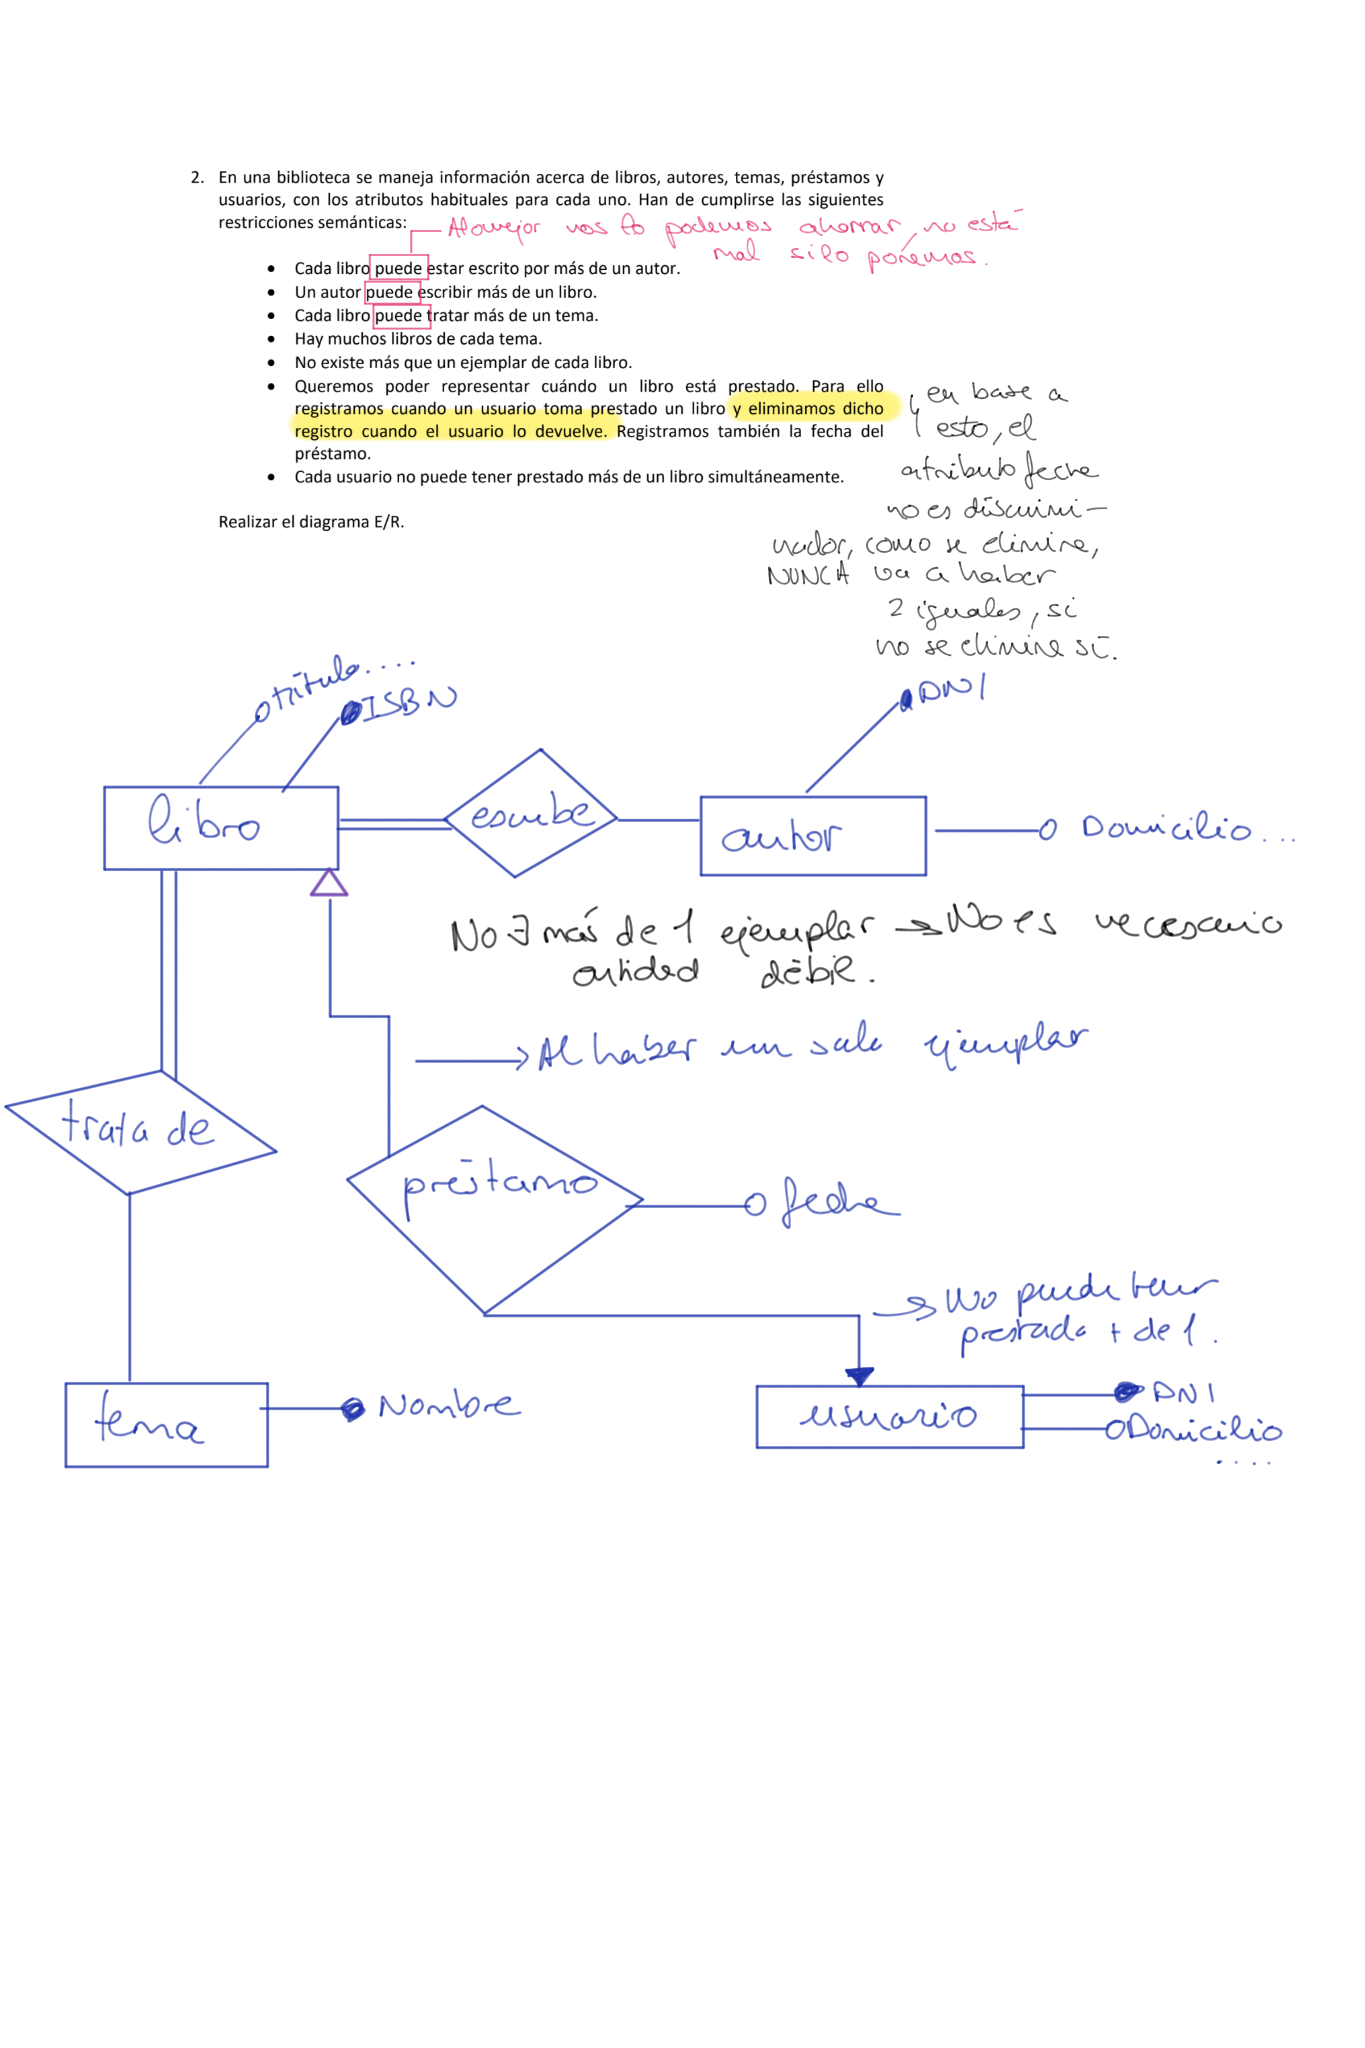 2. En una biblioteca se maneja información acerca de libros, autores, temas, préstamos y
usuarios, con los atributos habituales para cada uno. Han de cumplirse las siguientes
restricciones semánticas:
Alomejor nos lo podemos ahorrar, no está
mal si lo ponemos.
• Cada libro puede estar escrito por más de un autor.
• Un autor puede escribir más de un libro.
• Cada libro puede tratar más de un tema.
• Hay muchos libros de cada tema.
• No existe más que un ejemplar de cada libro.
• Queremos poder representar cuándo un libro está prestado. Para ello
registramos cuando un usuario toma prestado un libro y eliminamos dicho
registro cuando el usuario lo devuelve. Registramos también la fecha del
préstamo.
• Cada usuario no puede tener prestado más de un libro simultáneamente.
en base a
esto, el
atributo fecha
no es discrimi-
nador, como se elimina,
NUNCA va a haber
2 iguales, si
no se elimina sí.
Realizar el diagrama E/R.
título....
ISBN
DNI
libro
escribe
autor
Domicilio...
No ∃ más de 1 ejemplar → No es necesario
entidad débil.
→ Al haber un solo ejemplar
trata de
préstamo
fecha
→ No puede tener
prestado + de 1.
tema
Nombre
usuario
DNI
Domicilio
....